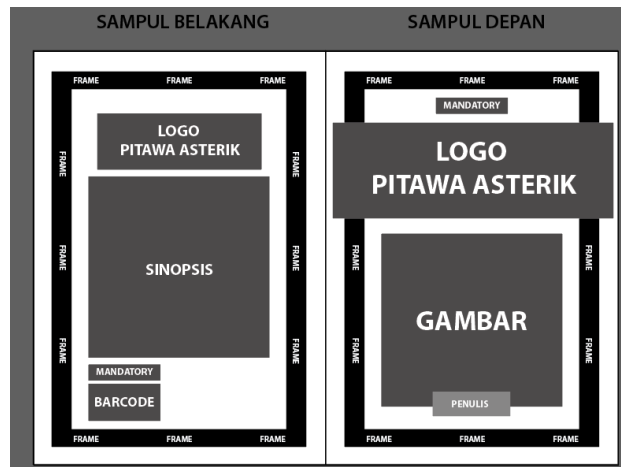 SAMPUL BELAKANG
FRAME FRAME FRAME
LOGO
PITAWA ASTERIK
FRAME FRAME
SINOPSIS
FRAME FRAME
FRAME FRAME
MANDATORY
BARCODE
FRAME FRAME FRAME
SAMPUL DEPAN
FRAME FRAME FRAME
MANDATORY
LOGO
PITAWA ASTERIK
FRAME FRAME
GAMBAR
FRAME FRAME
PENULIS
FRAME FRAME FRAME